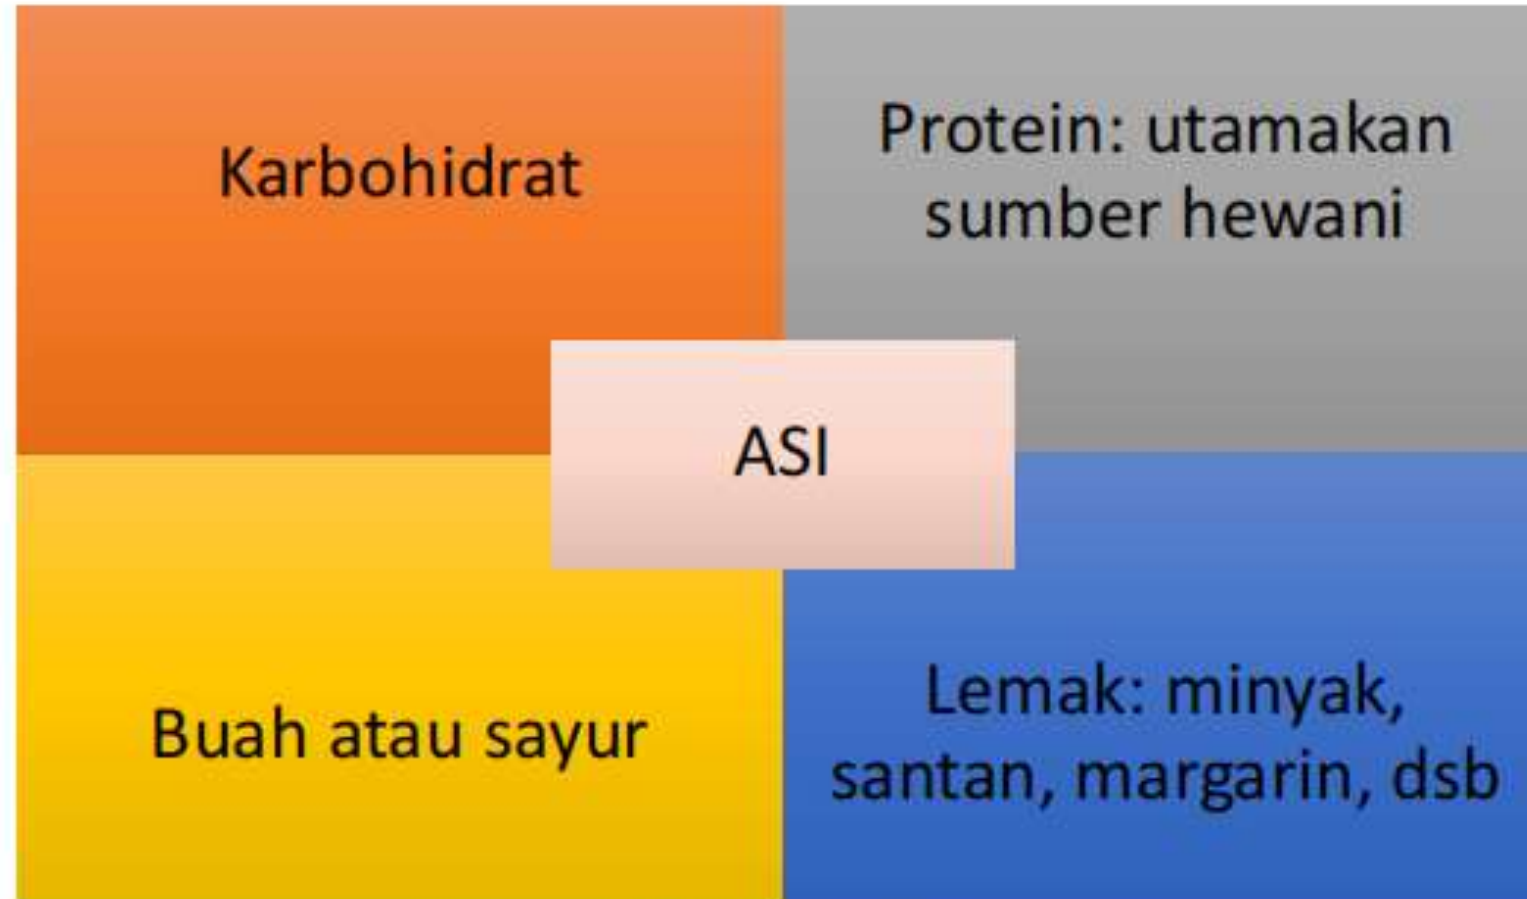 Karbohidrat
Protein: utamakan
sumber hewani
ASI
Buah atau sayur
Lemak: minyak,
santan, margarin, dsb